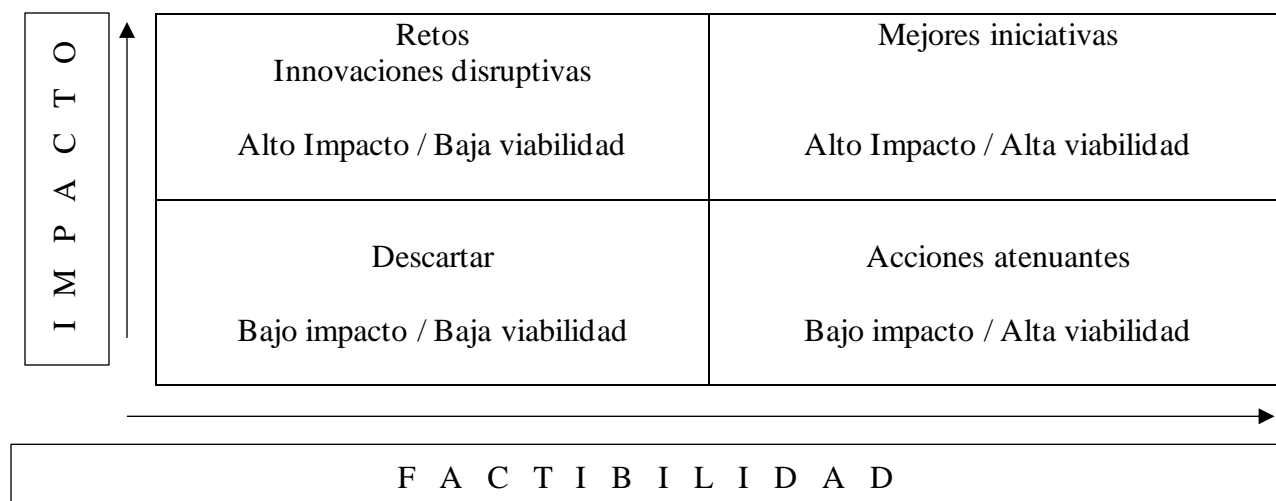 I M P A C T O
Retos
Innovaciones disruptivas
Alto Impacto / Baja viabilidad
Mejores iniciativas
Alto Impacto / Alta viabilidad
Descartar
Bajo impacto / Baja viabilidad
Acciones atenuantes
Bajo impacto / Alta viabilidad
F A C T I B I L I D A D